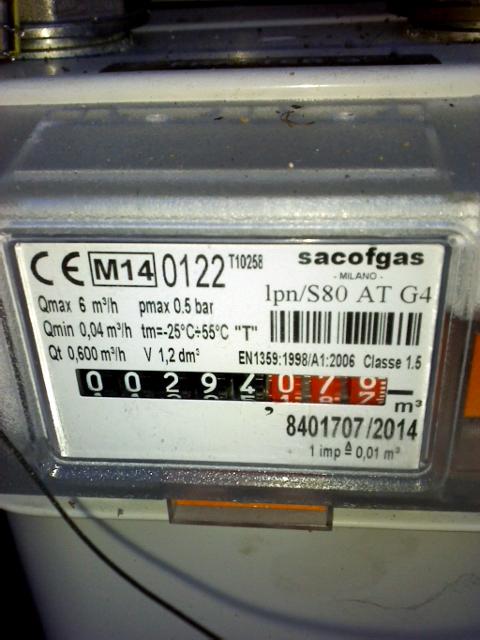 CE M14 0122 T10258
sacofgas
- MILANO -
lpn/S80 AT G4
Qmax 6 m³/h pmax 0.5 bar
Qmin 0,04 m³/h tm=-25°C÷55°C "T"
Qt 0,600 m³/h V 1,2 dm³
EN1359:1998/A1:2006 Classe 1.5
00294,076 m³
8401707/2014
1 imp ≙ 0,01 m³